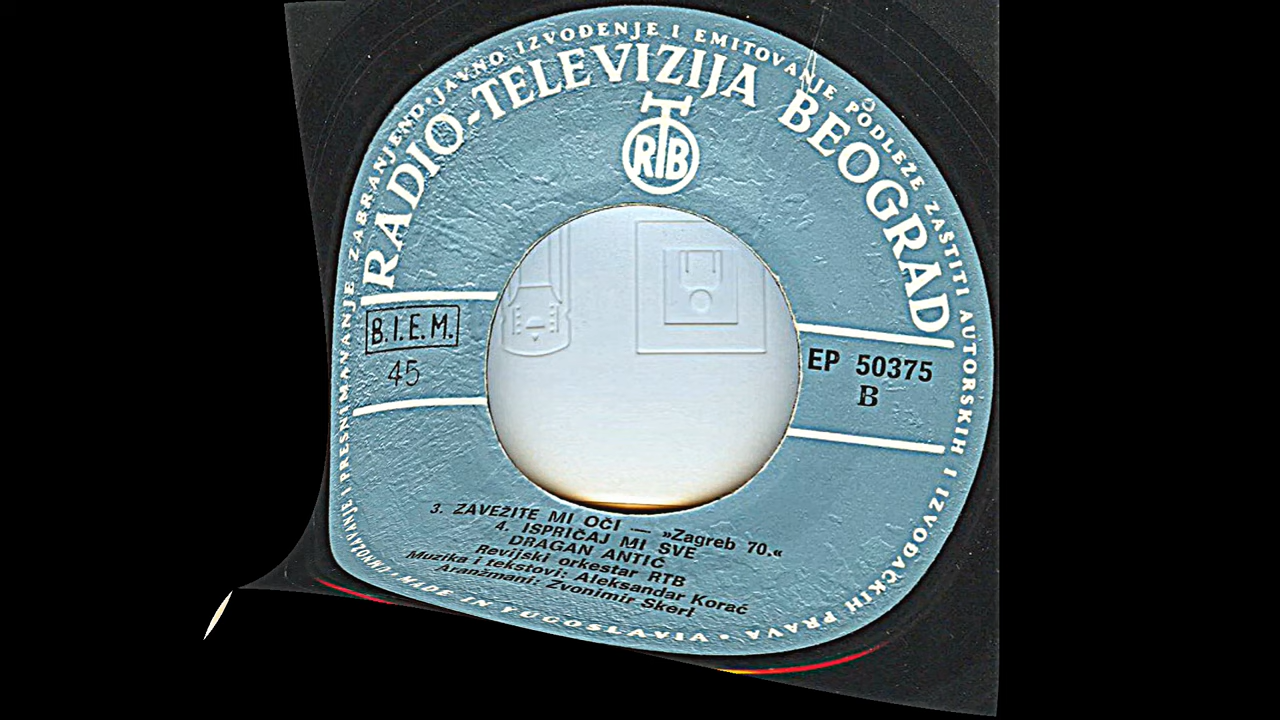 UMNOŽAVANJE I PRESNIMAVANJE ZABRANJENO • JAVNO IZVOĐENJE I EMITOVANJE PODLEŽE ZAŠTITI AUTORSKIH I IZVOĐAČKIH PRAVA • MADE IN YUGOSLAVIA •
RADIO-TELEVIZIJA BEOGRAD
RTB
B.I.E.M.
45
EP 50375
B
3. ZAVEŽITE MI OČI — »Zagreb 70.«
4. ISPRIČAJ MI SVE
DRAGAN ANTIĆ
Revijski orkestar RTB
Muzika i tekstovi: Aleksandar Korać
Aranžmani: Zvonimir Skerl